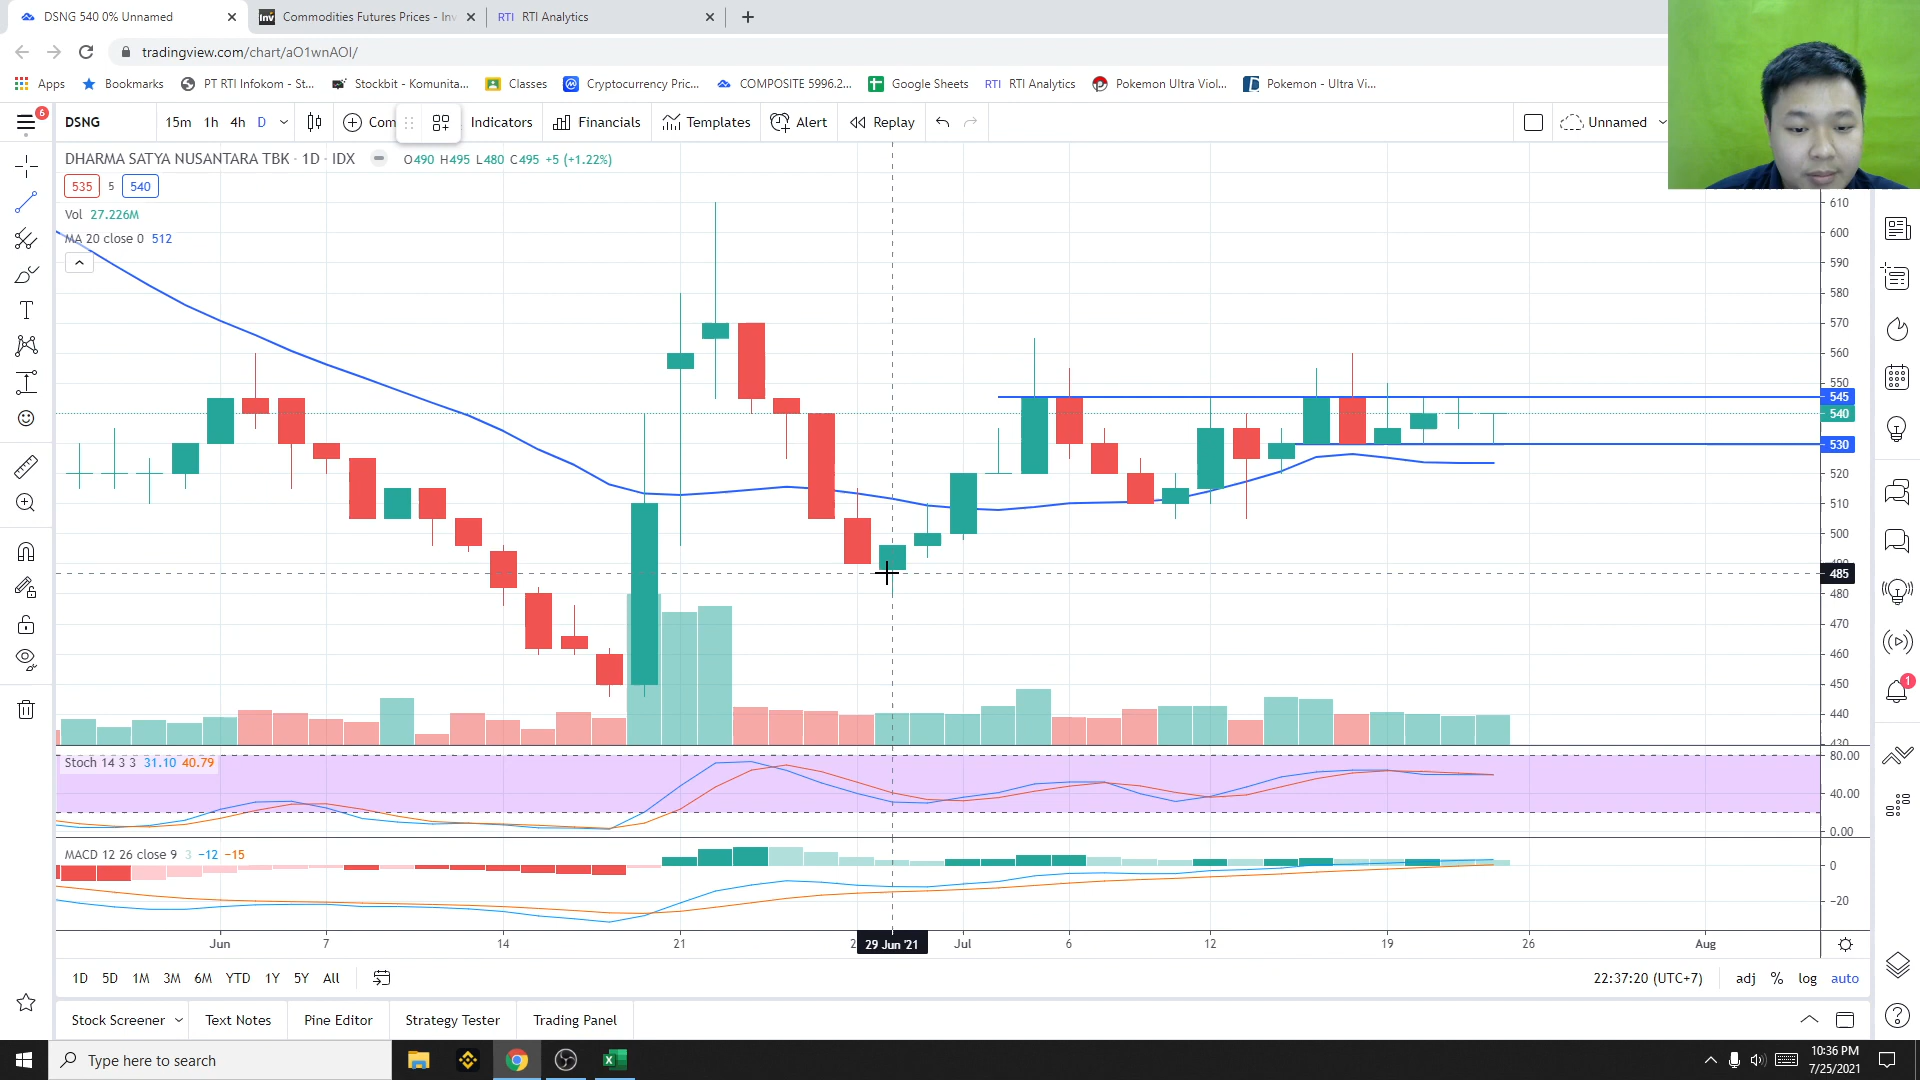 DSNG 540 0% Unnamed
Inv Commodities Futures Prices - Inv
RTI RTI Analytics
tradingview.com/chart/aO1wnAOI/
Apps
Bookmarks
PT RTI Infokom - St...
Stockbit - Komunita...
Classes
Cryptocurrency Pric...
COMPOSITE 5996.2...
Google Sheets
RTI RTI Analytics
Pokemon Ultra Viol...
Pokemon - Ultra Vi...
6
DSNG
15m 1h 4h D
Com
Indicators
Financials
Templates
Alert
Replay
Unnamed
DHARMA SATYA NUSANTARA TBK · 1D · IDX
O490 H495 L480 C495 +5 (+1.22%)
535 5 540
Vol 27.226M
MA 20 close 0 512
610
600
590
580
570
560
550
545
540
530
520
510
500
485
480
470
460
450
440
Stoch 14 3 3 31.10 40.79
80.00
40.00
0.00
MACD 12 26 close 9 3 −12 −15
0
−20
Jun 7 14 21 2 29 Jun '21 Jul 6 12 19 26 Aug
1D 5D 1M 3M 6M YTD 1Y 5Y All
22:37:20 (UTC+7)
adj % log auto
1
Stock Screener
Text Notes
Pine Editor
Strategy Tester
Trading Panel
Type here to search
10:36 PM
7/25/2021